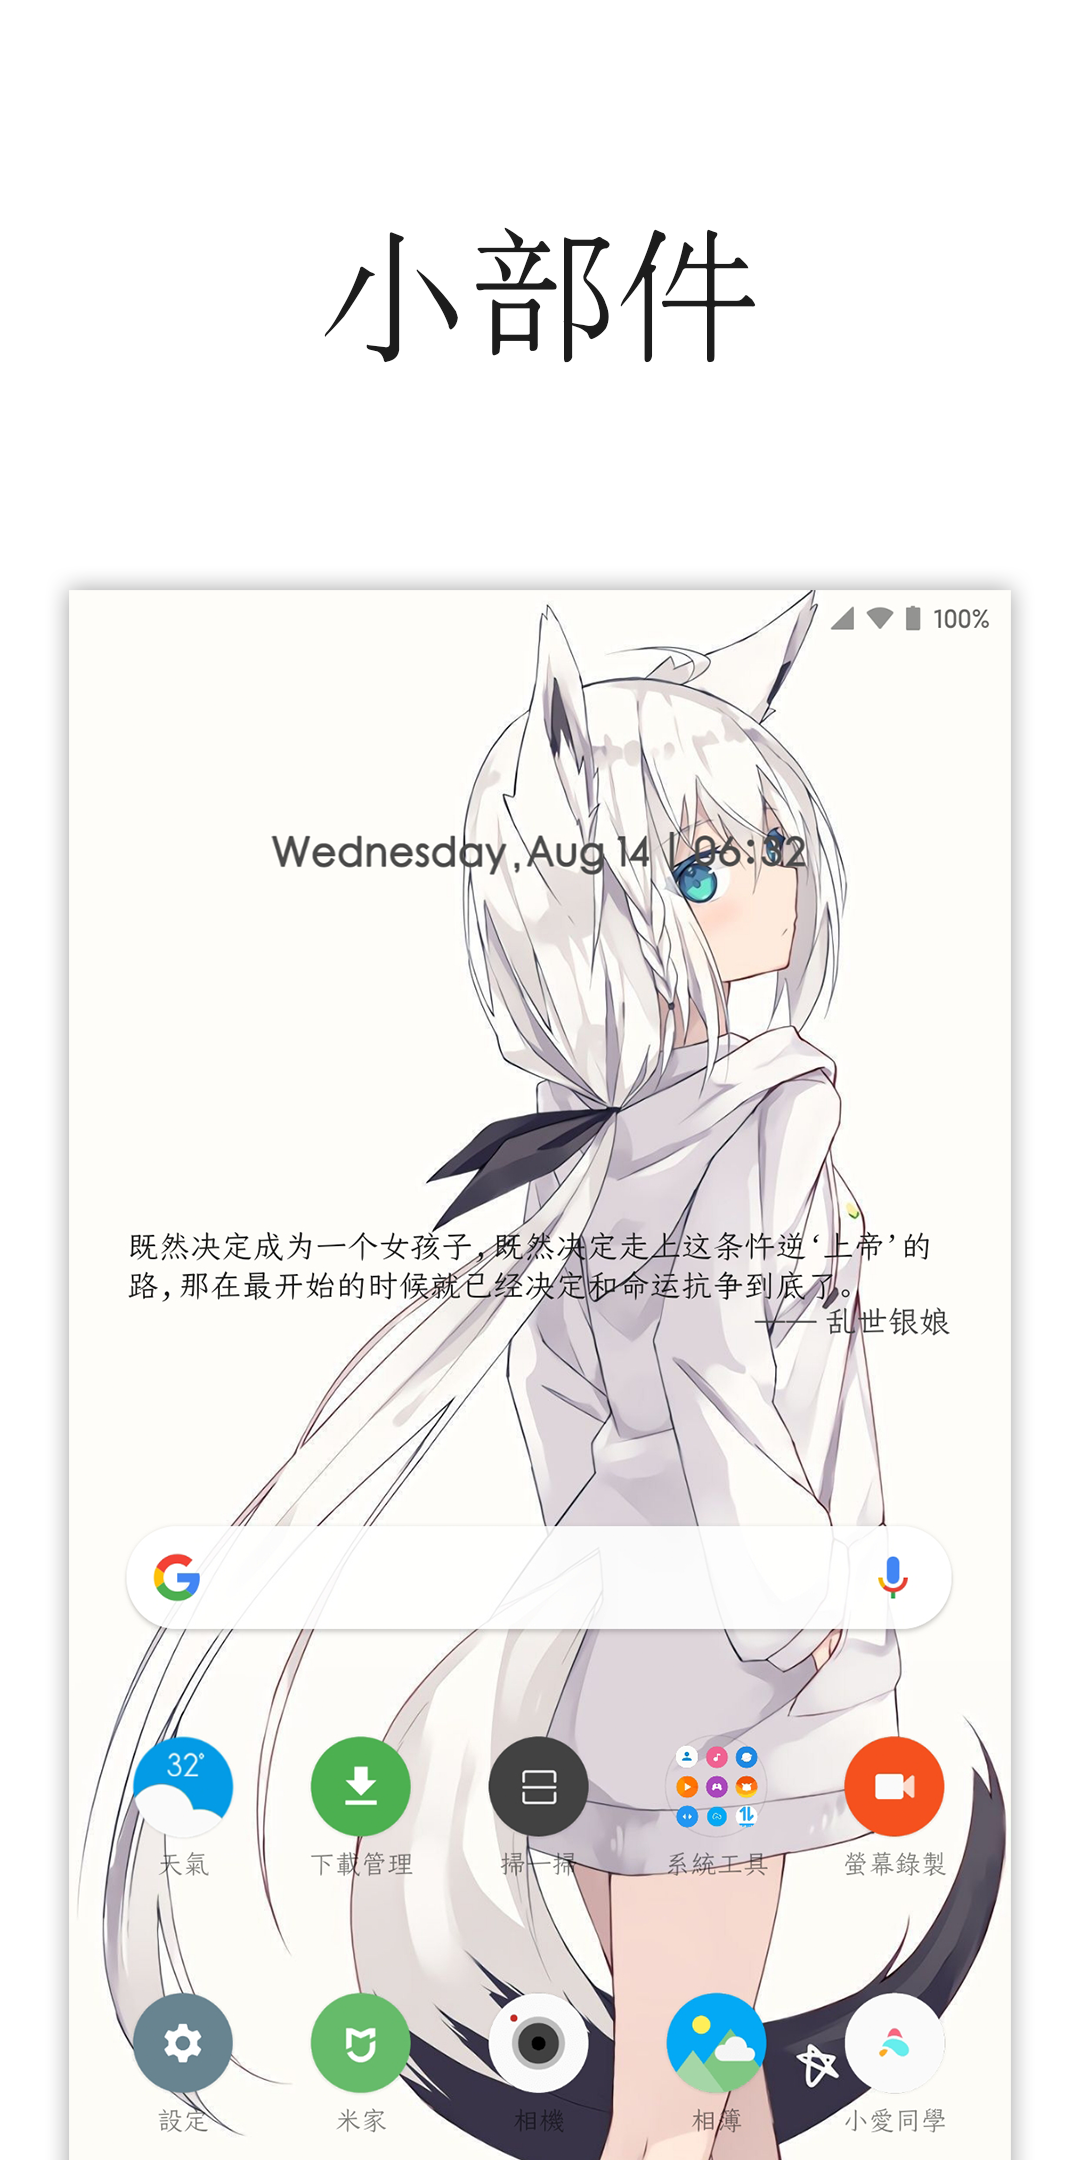 小部件
100%
Wednesday, Aug 14 | 06:32
既然决定成为一个女孩子,既然决定走上这条忤逆‘上帝’的
路,那在最开始的时候就已经决定和命运抗争到底了。
—— 乱世银娘
32°
天氣 下載管理 掃一掃 系統工具 螢幕錄製
設定 米家 相機 相簿 小愛同學